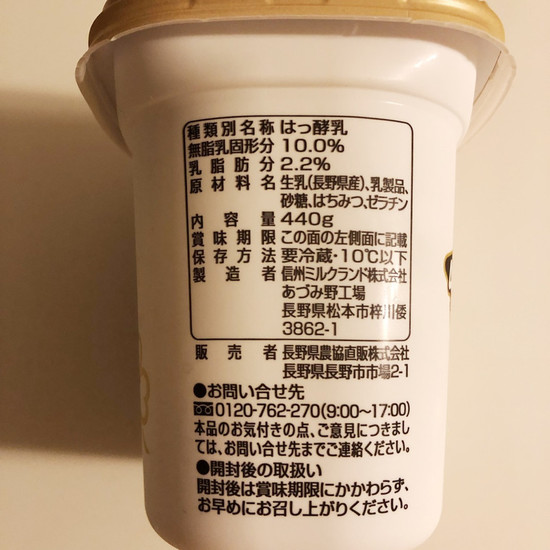 種類別名称 はっ酵乳
無脂乳固形分 10.0%
乳脂肪分 2.2%
原材料名 生乳(長野県産)、乳製品、
砂糖、はちみつ、ゼラチン
内容量 440g
賞味期限 この面の左側面に記載
保存方法 要冷蔵・10℃以下
製造者 信州ミルクランド株式会社
あづみ野工場
長野県松本市梓川倭
3862-1
販売者 長野県農協直販株式会社
長野県長野市市場2-1
●お問い合せ先
0120-762-270(9:00〜17:00)
本品のお気付きの点、ご意見につきまし
ては、お問い合せ先までご連絡ください。
●開封後の取扱い
開封後は賞味期限にかかわらず、
お早めにお召し上がりください。